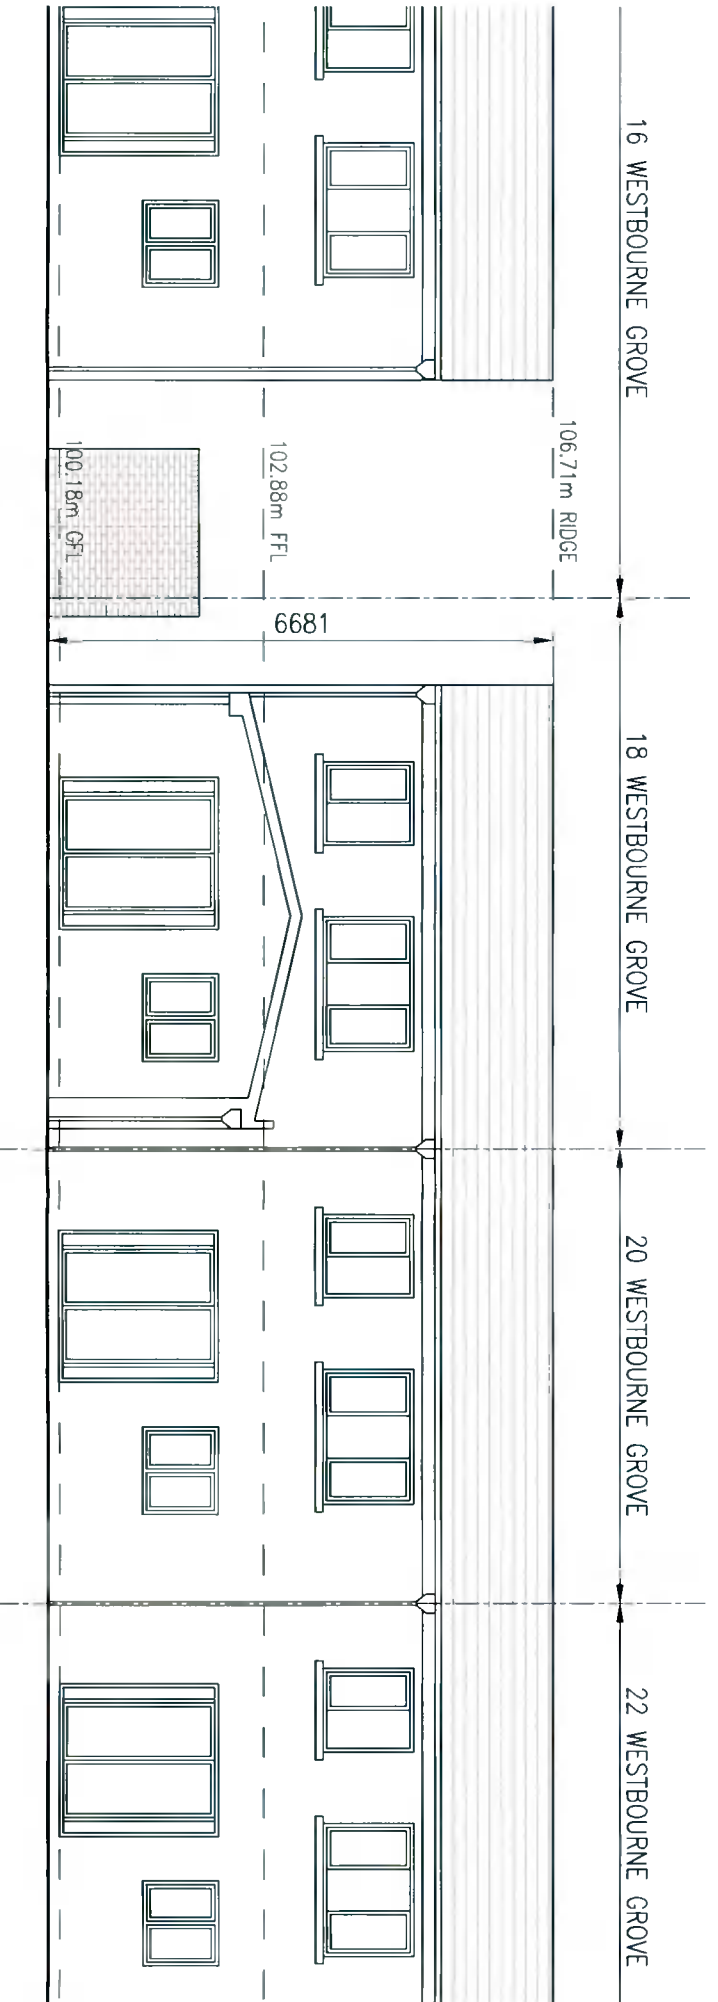 16 WESTBOURNE GROVE
18 WESTBOURNE GROVE
20 WESTBOURNE GROVE
22 WESTBOURNE GROVE
106.71m RIDGE
102.88m FFL
100.18m GFL
6681